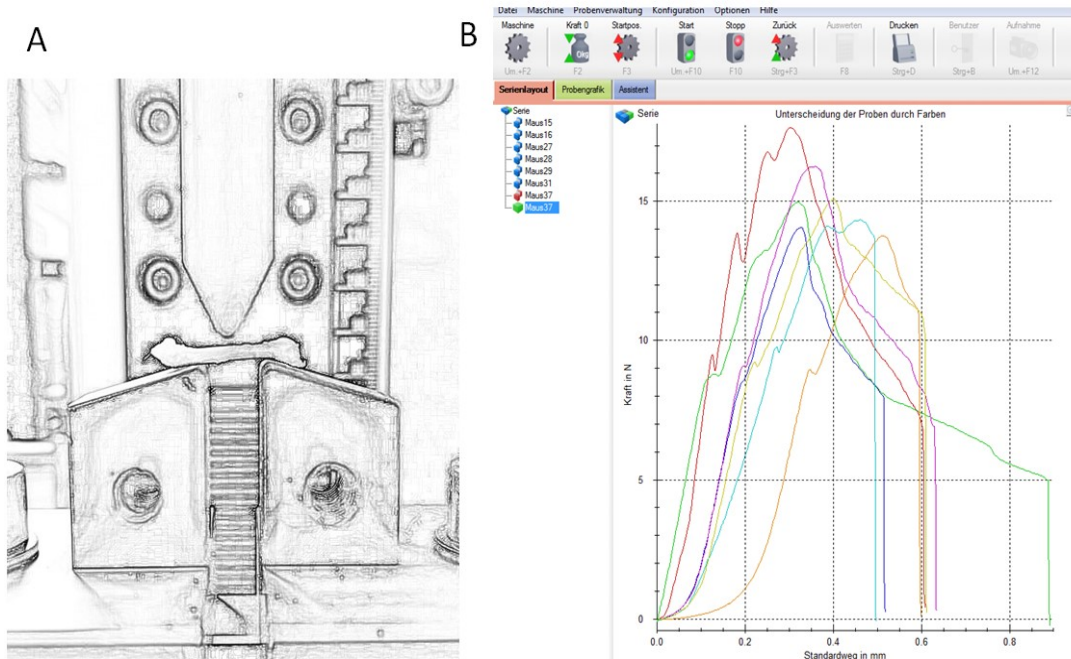 A
B
Datei Maschine Probenverwaltung Konfiguration Optionen Hilfe
Maschine Kraft 0 Startpos. Start Stopp Zurück Auswerten Drucken Benutzer Aufnahme
0kg
Um.+F2 F2 F3 Um.+F10 F10 Strg+F3 F8 Strg+D Strg+B Um.+F12
Serienlayout Probengrafik Assistent
Serie
Maus15
Maus16
Maus27
Maus28
Maus29
Maus31
Maus37
Maus37
Serie
Unterscheidung der Proben durch Farben
Kraft in N
15
10
5
0
0.0 0.2 0.4 0.6 0.8
Standardweg in mm